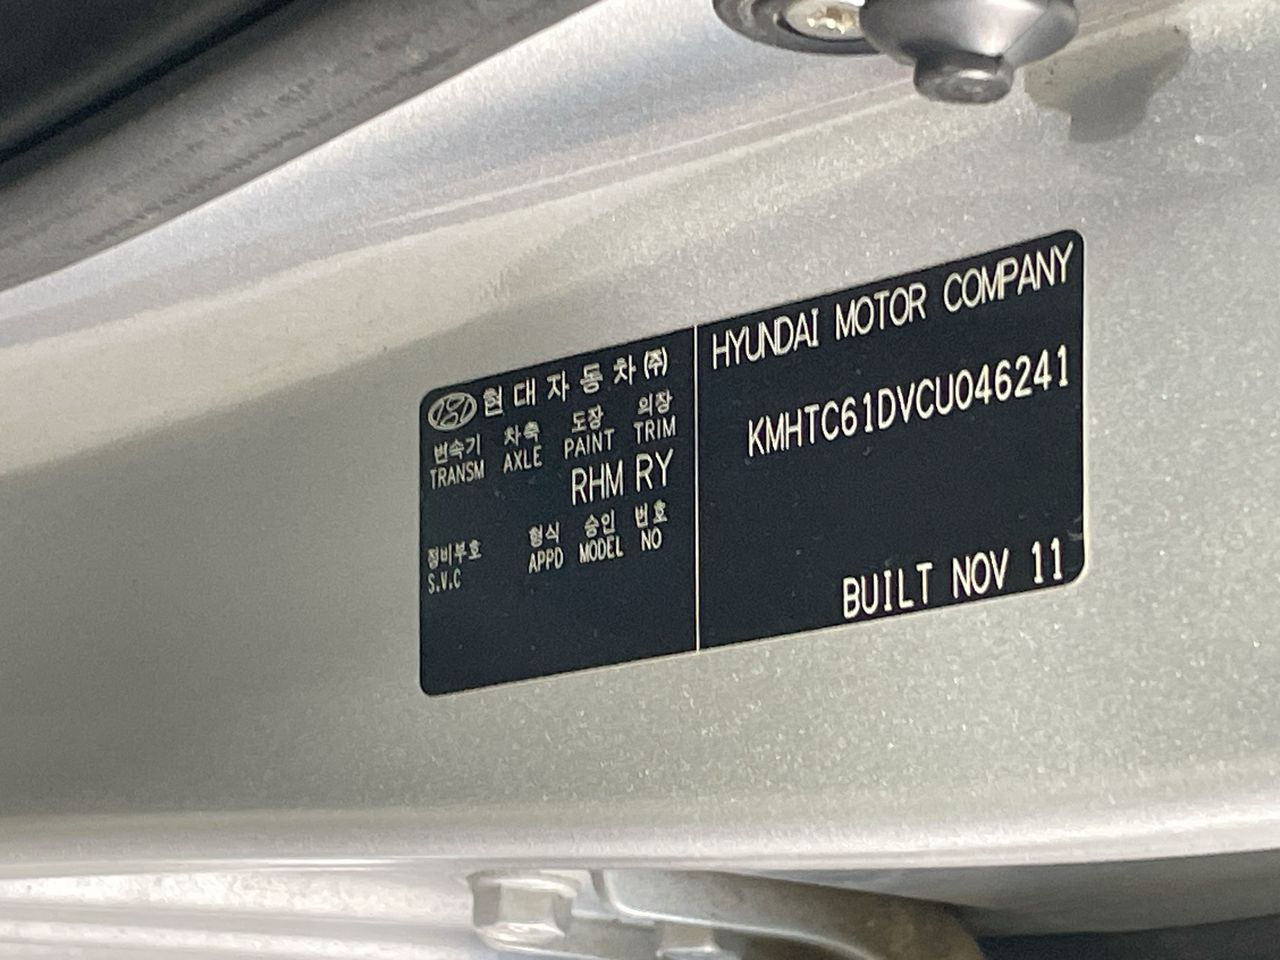 현대자동차㈜
변속기 차축 도장 의장
TRANSM AXLE PAINT TRIM
RHM RY
정비부호 형식 승인 번호
S.V.C APPD MODEL NO
HYUNDAI MOTOR COMPANY
KMHTC61DVCU046241
BUILT NOV 11